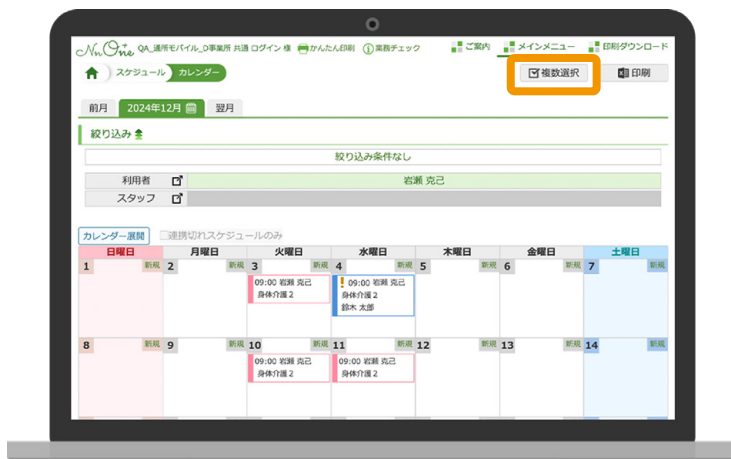 NnOne QA_通所モバイル_D事業所 共通 ログイン 様 かんたん印刷 業務チェック ご案内 メインメニュー 印刷ダウンロード
スケジュール カレンダー 複数選択 印刷
前月 2024年12月 翌月
絞り込み
絞り込み条件なし
利用者 岩瀬 克己
スタッフ
カレンダー展開 連携切れスケジュールのみ
日曜日 月曜日 火曜日 水曜日 木曜日 金曜日 土曜日
1 新規 2 新規 3 新規 4 新規 5 新規 6 新規 7 新規
09:00 岩瀬 克己 ! 09:00 岩瀬 克己
身体介護2 身体介護2
鈴木 太郎
8 新規 9 新規 10 新規 11 新規 12 新規 13 新規 14 新規
09:00 岩瀬 克己 09:00 岩瀬 克己
身体介護2 身体介護2